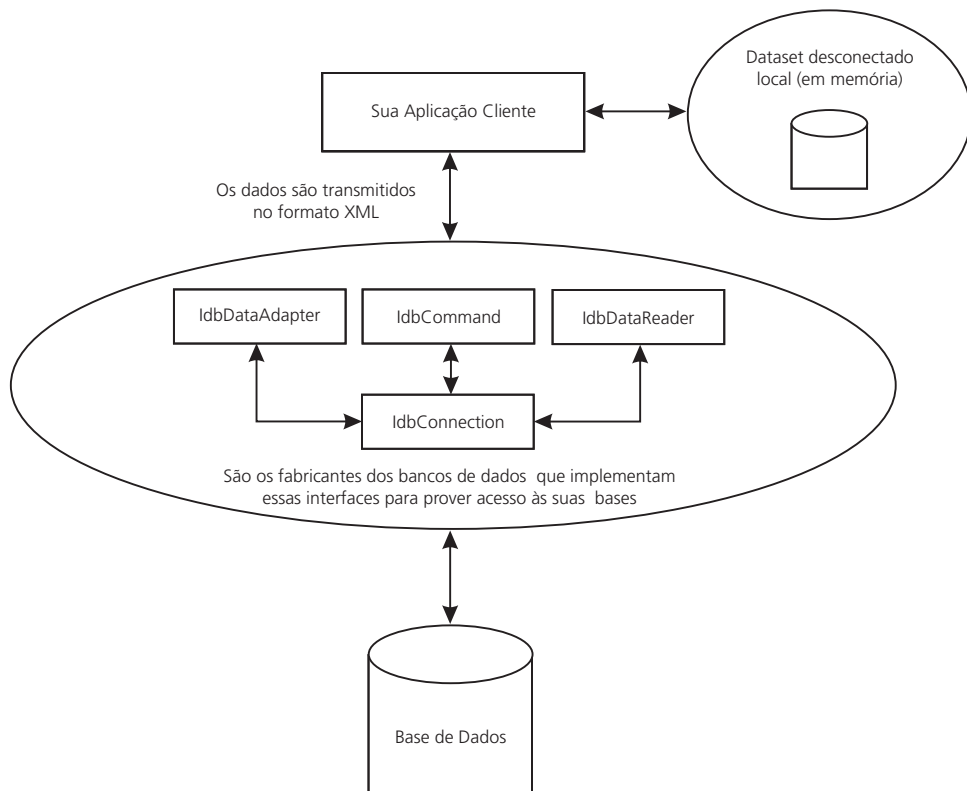 Dataset desconectado
local (em memória)
Sua Aplicação Cliente
Os dados são transmitidos
no formato XML
IdbDataAdapter
IdbCommand
IdbDataReader
IdbConnection
São os fabricantes dos bancos de dados que implementam
essas interfaces para prover acesso às suas bases
Base de Dados